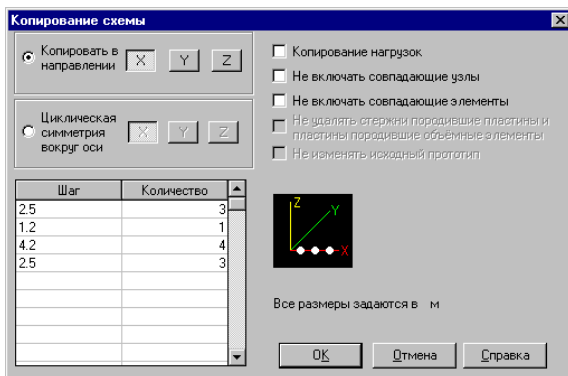 Копирование схемы
Копировать в
направлении
X Y Z
Циклическая
симметрия
вокруг оси
X Y Z
Копирование нагрузок
Не включать совпадающие узлы
Не включать совпадающие элементы
Не удалять стержни породившие пластины и
пластины породившие объёмные элементы
Не изменять исходный прототип
Шаг Количество
2.5 3
1.2 1
4.2 4
2.5 3
Z
Y
X
Все размеры задаются в м
OK Отмена Справка